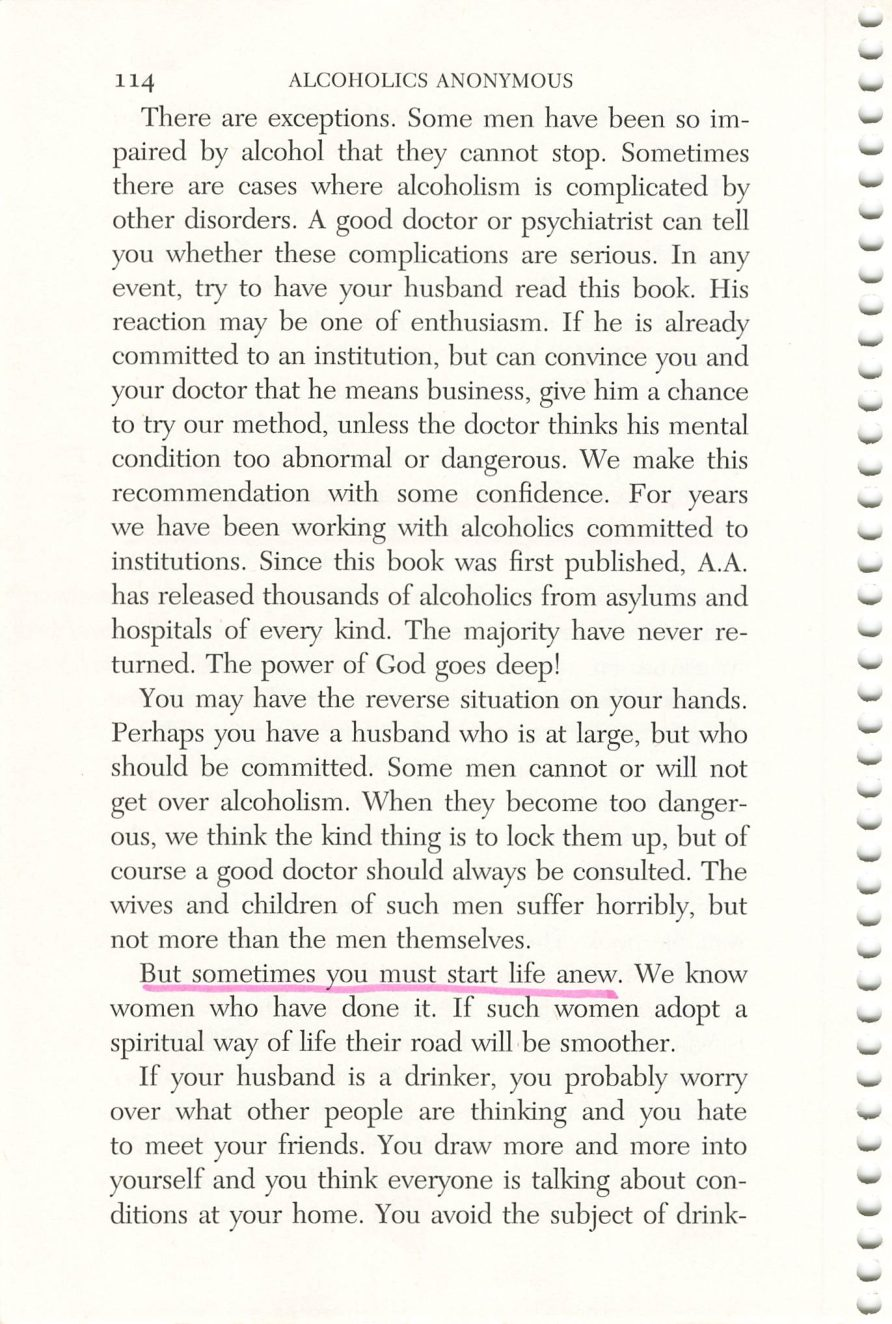 114 ALCOHOLICS ANONYMOUS
There are exceptions. Some men have been so im-
paired by alcohol that they cannot stop. Sometimes
there are cases where alcoholism is complicated by
other disorders. A good doctor or psychiatrist can tell
you whether these complications are serious. In any
event, try to have your husband read this book. His
reaction may be one of enthusiasm. If he is already
committed to an institution, but can convince you and
your doctor that he means business, give him a chance
to try our method, unless the doctor thinks his mental
condition too abnormal or dangerous. We make this
recommendation with some confidence. For years
we have been working with alcoholics committed to
institutions. Since this book was first published, A.A.
has released thousands of alcoholics from asylums and
hospitals of every kind. The majority have never re-
turned. The power of God goes deep!
You may have the reverse situation on your hands.
Perhaps you have a husband who is at large, but who
should be committed. Some men cannot or will not
get over alcoholism. When they become too danger-
ous, we think the kind thing is to lock them up, but of
course a good doctor should always be consulted. The
wives and children of such men suffer horribly, but
not more than the men themselves.
But sometimes you must start life anew. We know
women who have done it. If such women adopt a
spiritual way of life their road will be smoother.
If your husband is a drinker, you probably worry
over what other people are thinking and you hate
to meet your friends. You draw more and more into
yourself and you think everyone is talking about con-
ditions at your home. You avoid the subject of drink-